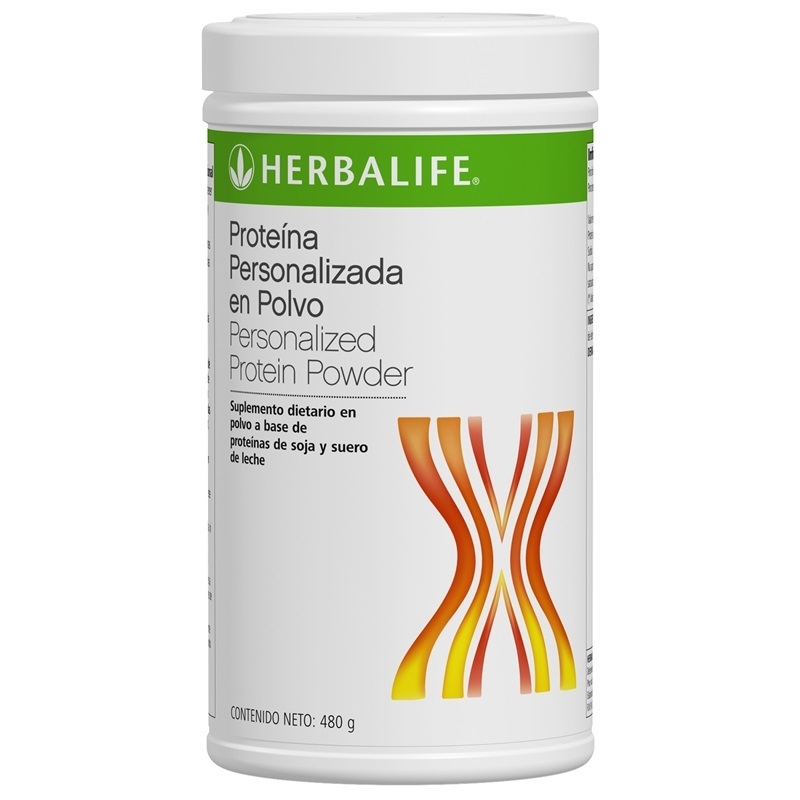 HERBALIFE®
Proteína
Personalizada
en Polvo
Personalized
Protein Powder
Suplemento dietario en
polvo a base de
proteínas de soja y suero
de leche
CONTENIDO NETO: 480 g